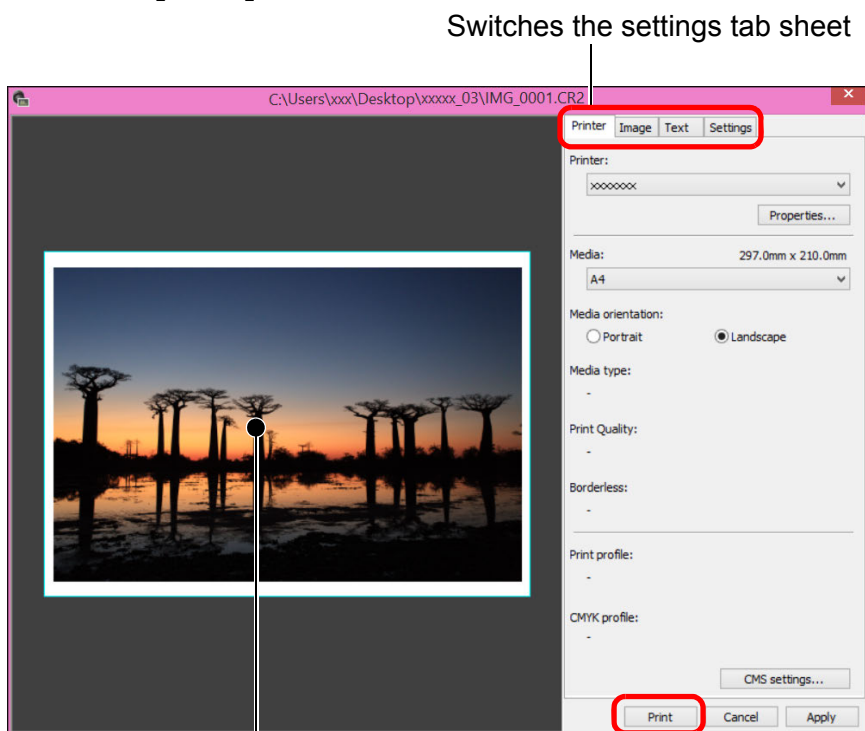 Switches the settings tab sheet
C:\Users\xxx\Desktop\xxxxx_03\IMG_0001.CR2
Printer Image Text Settings
Printer:
xxxxxxx
Properties...
Media: 297.0mm x 210.0mm
A4
Media orientation:
Portrait Landscape
Media type:
-
Print Quality:
-
Borderless:
-
Print profile:
-
CMYK profile:
-
CMS settings...
Print Cancel Apply